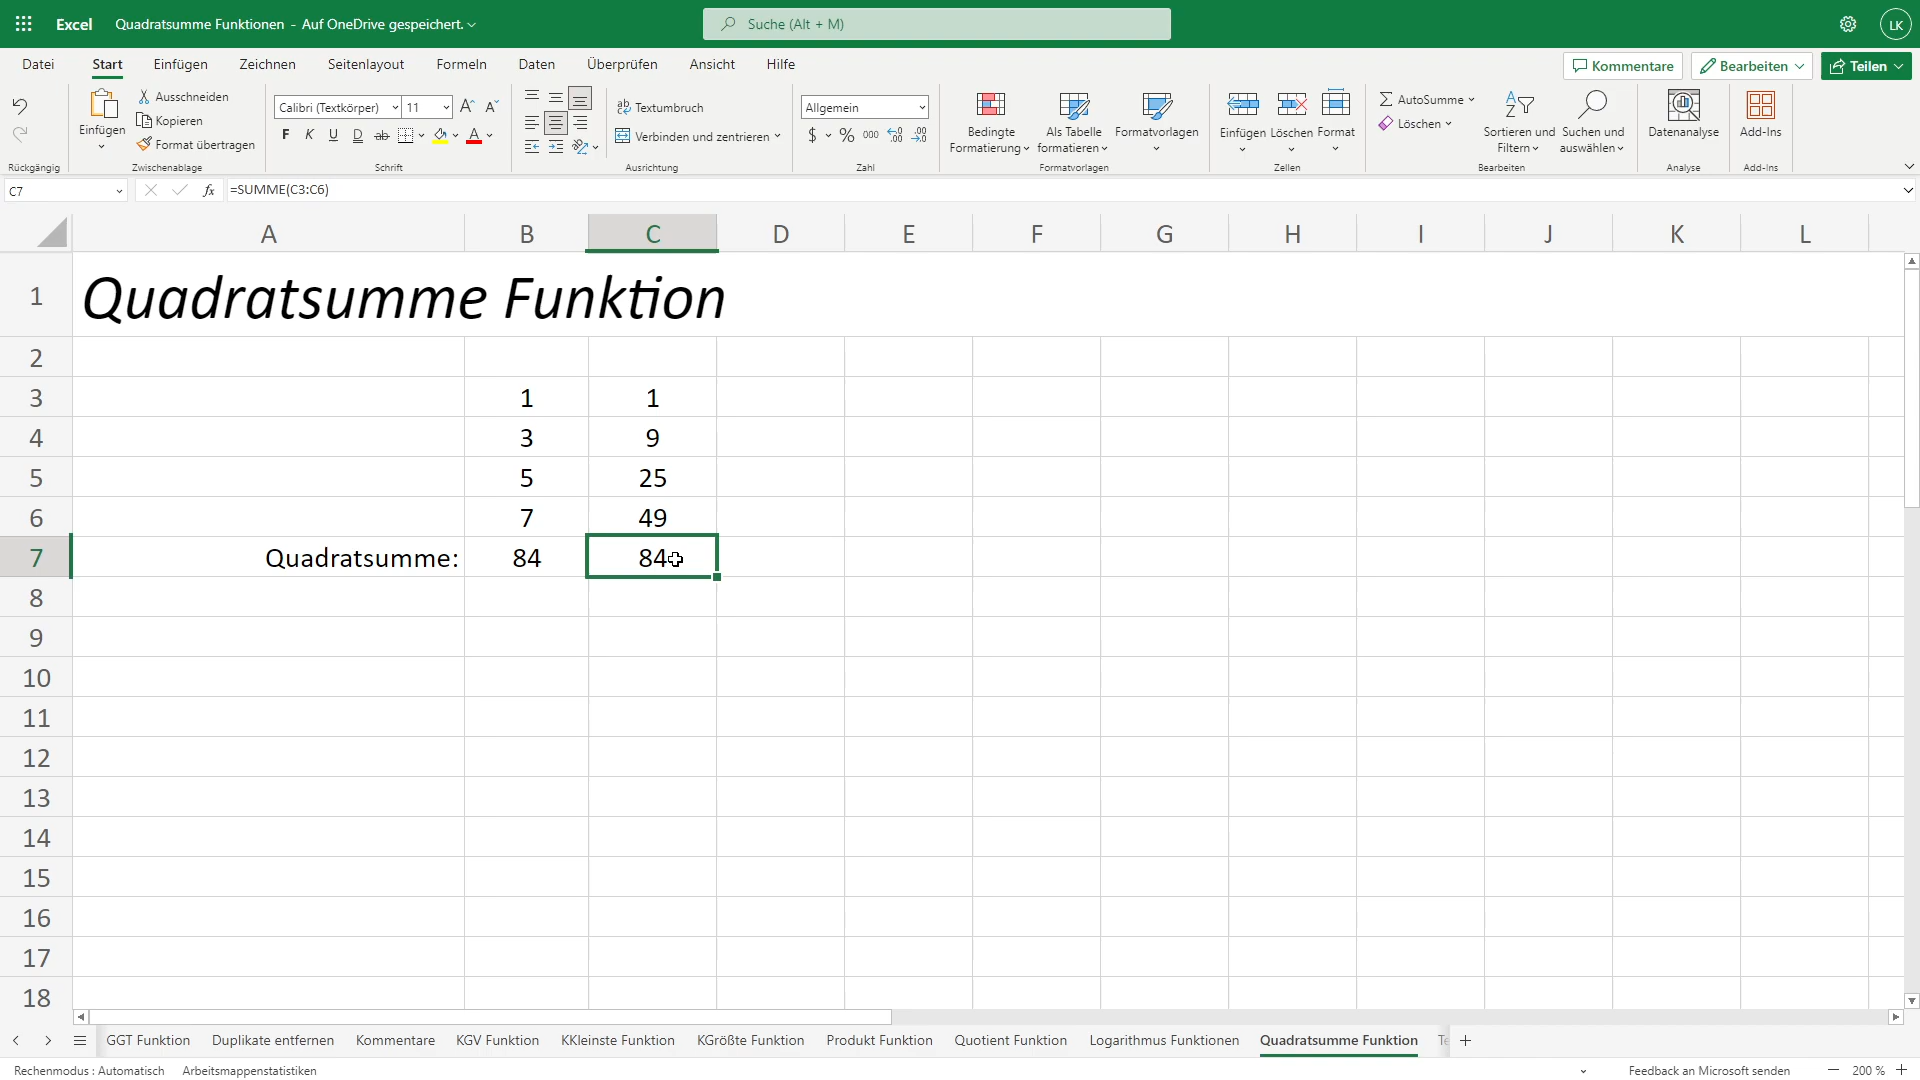 Excel Quadratsumme Funktionen - Auf OneDrive gespeichert. Suche (Alt + M) LK
Datei Start Einfügen Zeichnen Seitenlayout Formeln Daten Überprüfen Ansicht Hilfe Kommentare Bearbeiten Teilen
Einfügen
Ausschneiden
Kopieren
Format übertragen
Calibri (Textkörper) 11
F K U D ab A
Textumbruch
Verbinden und zentrieren
Allgemein
$ % 000
Bedingte
Formatierung
Als Tabelle
formatieren
Formatvorlagen
Einfügen Löschen Format
AutoSumme
Löschen
Sortieren und
Filtern
Suchen und
auswählen
Datenanalyse
Add-Ins
Rückgängig Zwischenablage Schrift Ausrichtung Zahl Formatvorlagen Zellen Bearbeiten Analyse Add-Ins
C7 fx =SUMME(C3:C6)
A B C D E F G H I J K L
1 Quadratsumme Funktion
2
3 1 1
4 3 9
5 5 25
6 7 49
7 Quadratsumme: 84 84
8
9
10
11
12
13
14
15
16
17
18
GGT Funktion Duplikate entfernen Kommentare KGV Funktion KKleinste Funktion KGrößte Funktion Produkt Funktion Quotient Funktion Logarithmus Funktionen Quadratsumme Funktion
Rechenmodus : Automatisch Arbeitsmappenstatistiken Feedback an Microsoft senden 200 %